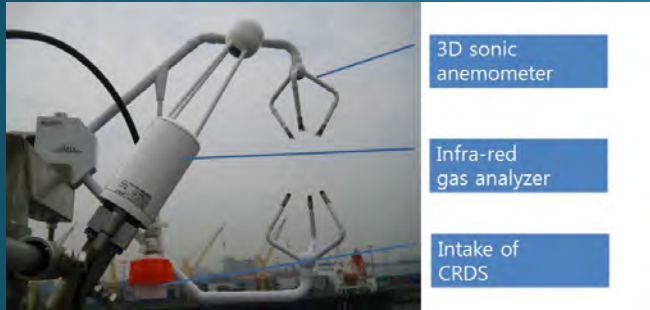 3D sonic
anemometer
Infra-red
gas analyzer
Intake of
CRDS